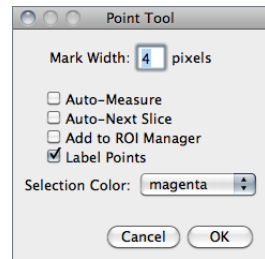 Point Tool
Mark Width: 4 pixels
Auto-Measure
Auto-Next Slice
Add to ROI Manager
Label Points
Selection Color: magenta
Cancel OK